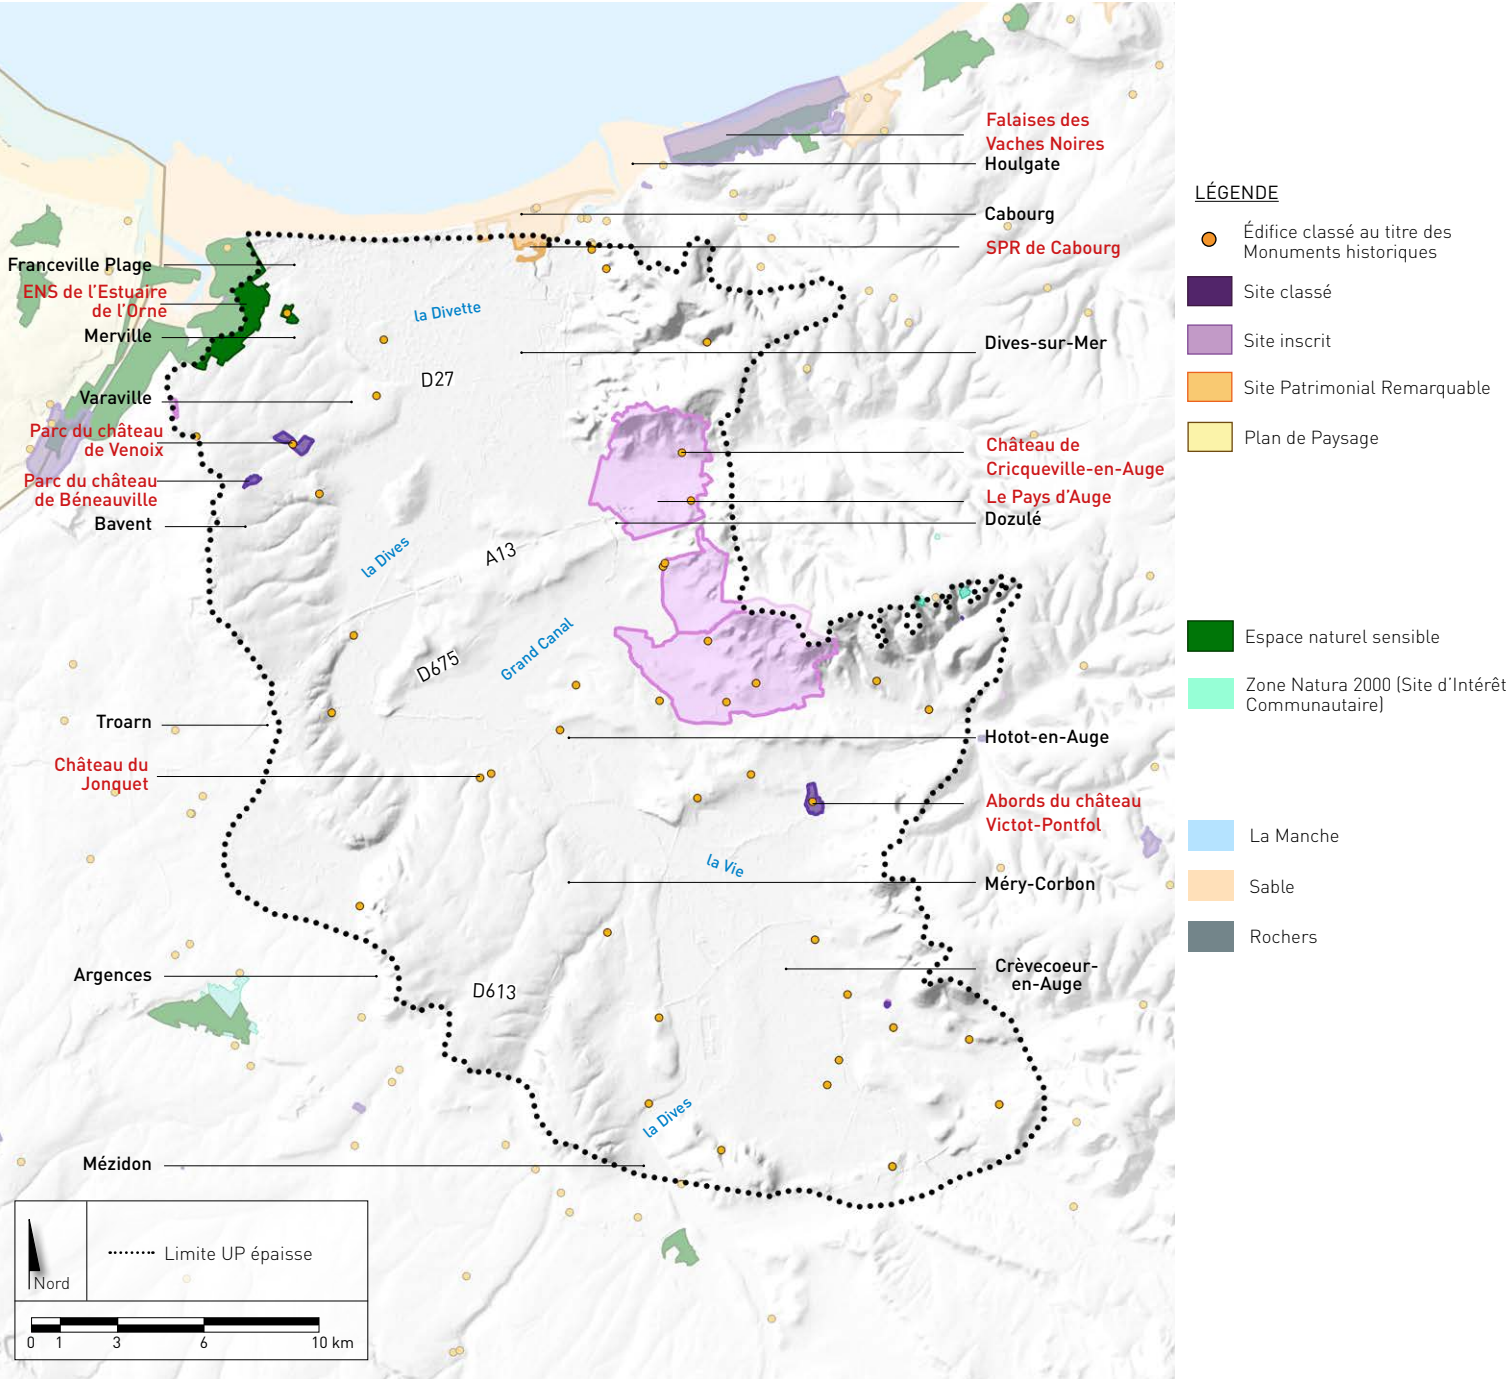 Falaises des
Vaches Noires
Houlgate
Cabourg
SPR de Cabourg
Franceville Plage
ENS de l'Estuaire
de l'Orne
Merville
la Divette
Dives-sur-Mer
D27
Varaville
Parc du château
de Venoix
Château de
Cricqueville-en-Auge
Parc du château
de Béneauville
Le Pays d'Auge
Bavent
Dozulé
la Dives
A13
Grand Canal
D675
Troarn
Hotot-en-Auge
Château du
Jonguet
Abords du château
Victot-Pontfol
la Vie
Méry-Corbon
Argences
Crèvecoeur-
en-Auge
D613
la Dives
Mézidon
Nord
Limite UP épaisse
0 1 3 6 10 km
LÉGENDE
Édifice classé au titre des
Monuments historiques
Site classé
Site inscrit
Site Patrimonial Remarquable
Plan de Paysage
Espace naturel sensible
Zone Natura 2000 (Site d'Intérêt
Communautaire)
La Manche
Sable
Rochers